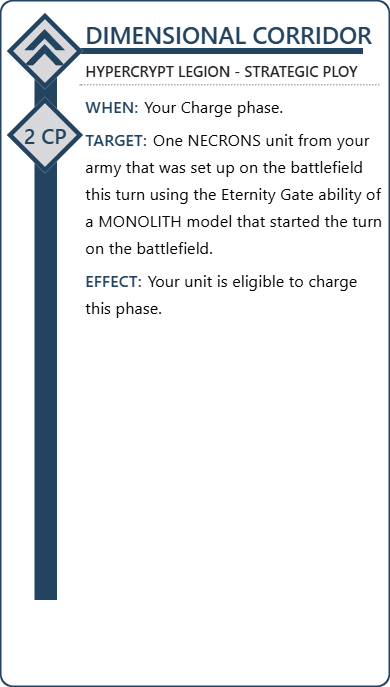 DIMENSIONAL CORRIDOR
HYPERCRYPT LEGION - STRATEGIC PLOY
2 CP
WHEN: Your Charge phase.
TARGET: One NECRONS unit from your
army that was set up on the battlefield
this turn using the Eternity Gate ability of
a MONOLITH model that started the turn
on the battlefield.
EFFECT: Your unit is eligible to charge
this phase.